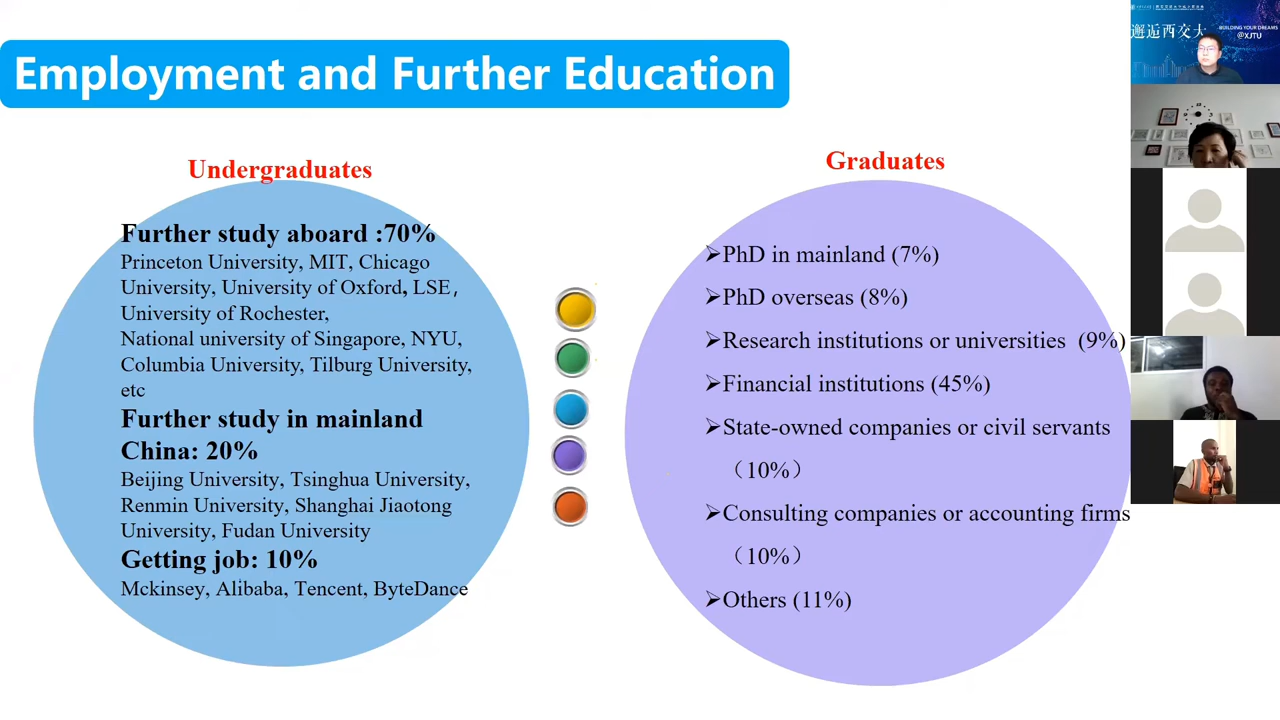 Employment and Further Education
Undergraduates
Further study aboard :70%
Princeton University, MIT, Chicago
University, University of Oxford, LSE,
University of Rochester,
National university of Singapore, NYU,
Columbia University, Tilburg University,
etc
Further study in mainland
China: 20%
Beijing University, Tsinghua University,
Renmin University, Shanghai Jiaotong
University, Fudan University
Getting job: 10%
Mckinsey, Alibaba, Tencent, ByteDance
Graduates
➢PhD in mainland (7%)
➢PhD overseas (8%)
➢Research institutions or universities (9%)
➢Financial institutions (45%)
➢State-owned companies or civil servants
（10%）
➢Consulting companies or accounting firms
（10%）
➢Others (11%)
邂逅西交大
BUILDING YOUR DREAMS
@XJTU